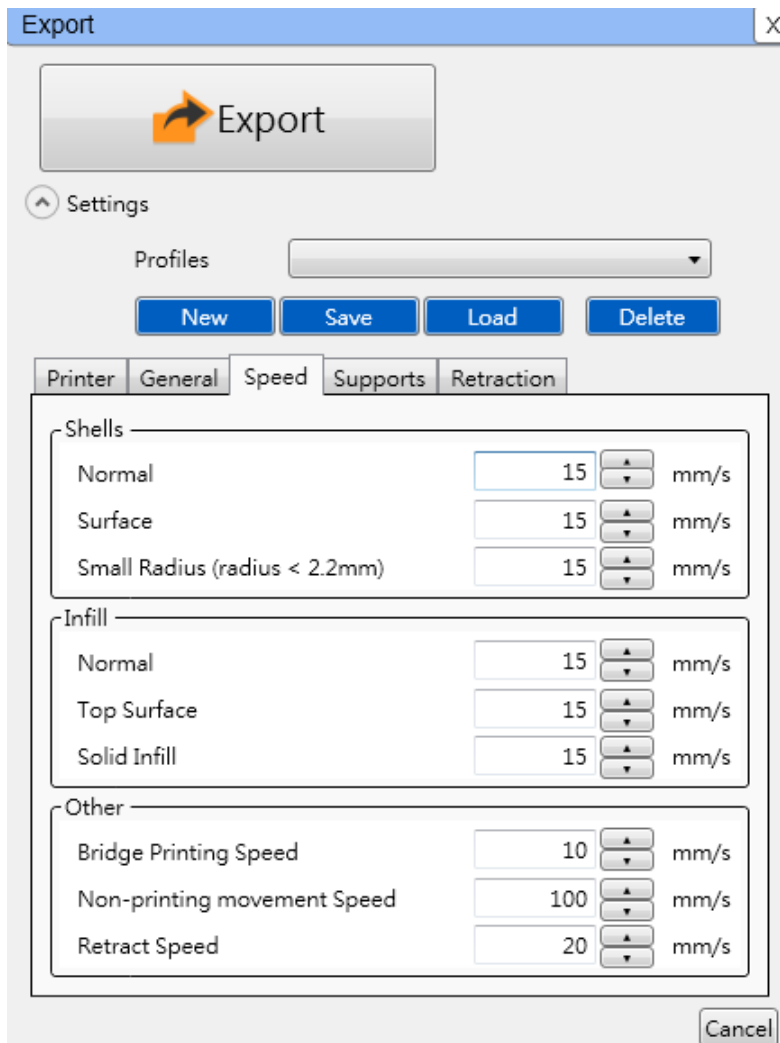 Export X
Export
Settings
Profiles
New Save Load Delete
Printer General Speed Supports Retraction
Shells
Normal 15 mm/s
Surface 15 mm/s
Small Radius (radius < 2.2mm) 15 mm/s
Infill
Normal 15 mm/s
Top Surface 15 mm/s
Solid Infill 15 mm/s
Other
Bridge Printing Speed 10 mm/s
Non-printing movement Speed 100 mm/s
Retract Speed 20 mm/s
Cancel